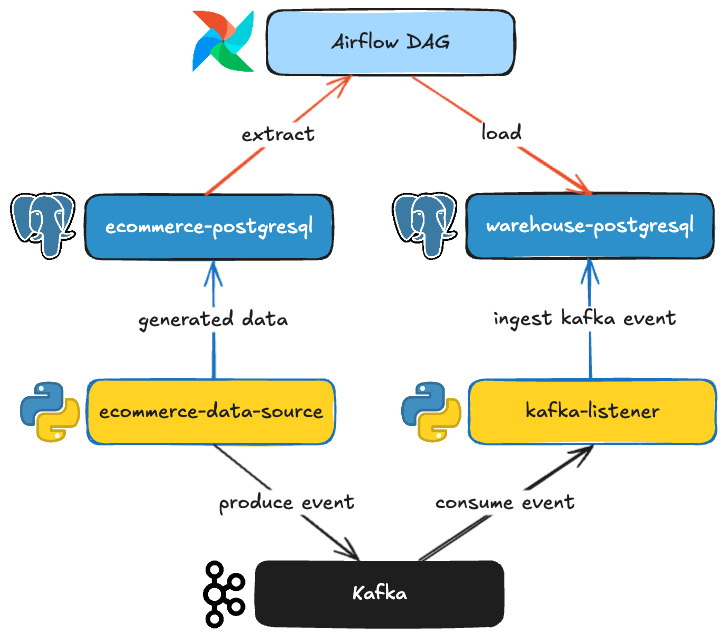 Airflow DAG
extract
load
ecommerce-postgresql
warehouse-postgresql
generated data
ingest kafka event
ecommerce-data-source
kafka-listener
produce event
consume event
Kafka